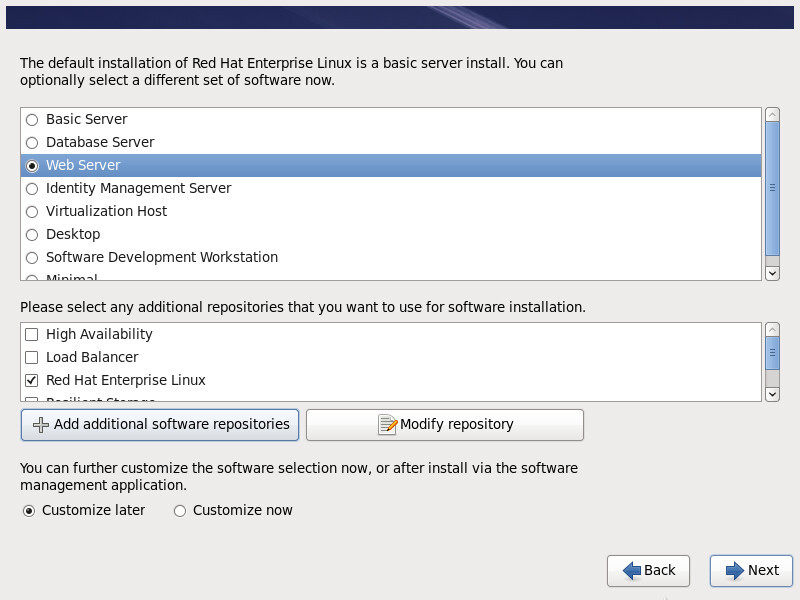 The default installation of Red Hat Enterprise Linux is a basic server install. You can
optionally select a different set of software now.
Basic Server
Database Server
Web Server
Identity Management Server
Virtualization Host
Desktop
Software Development Workstation
Minimal
Please select any additional repositories that you want to use for software installation.
High Availability
Load Balancer
Red Hat Enterprise Linux
Resilient Storage
Add additional software repositories
Modify repository
You can further customize the software selection now, or after install via the software
management application.
Customize later
Customize now
Back
Next